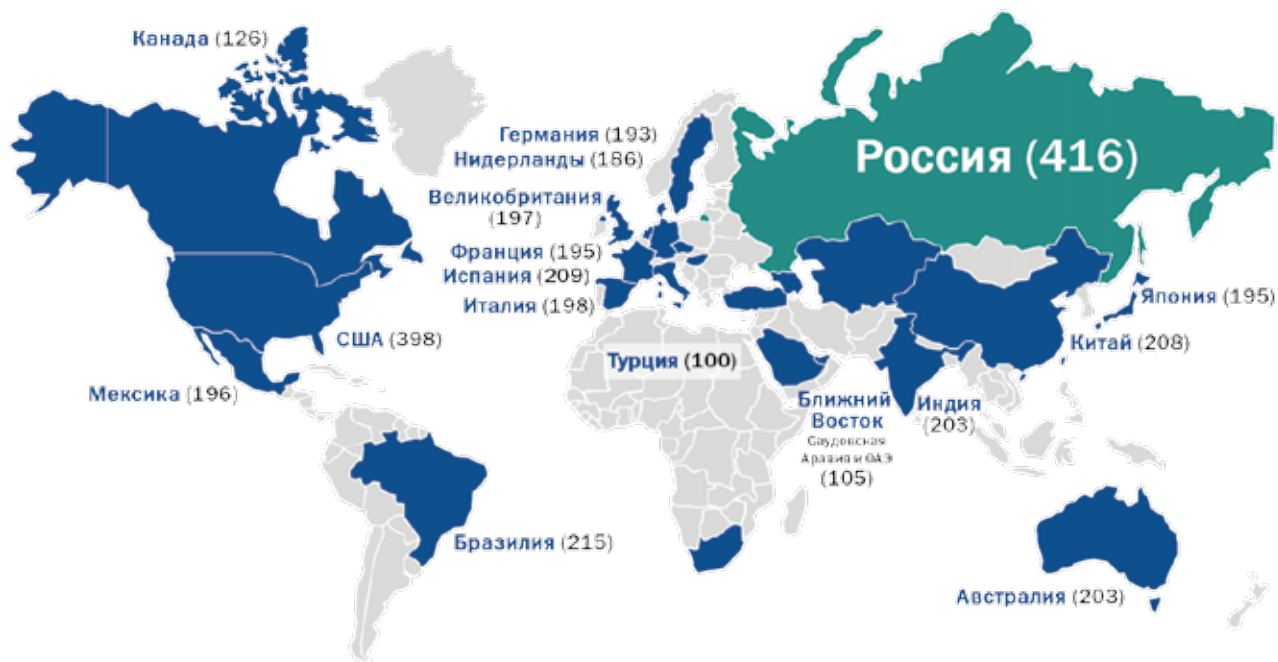 Канада (126)
Германия (193)
Нидерланды (186)
Россия (416)
Великобритания
(197)
Франция (195)
Испания (209)
Италия (198)
Япония (195)
США (398)
Китай (208)
Турция (100)
Мексика (196)
Ближний
Восток
Саудовская
Аравия и ОАЭ
(105)
Индия
(203)
Бразилия (215)
Австралия (203)